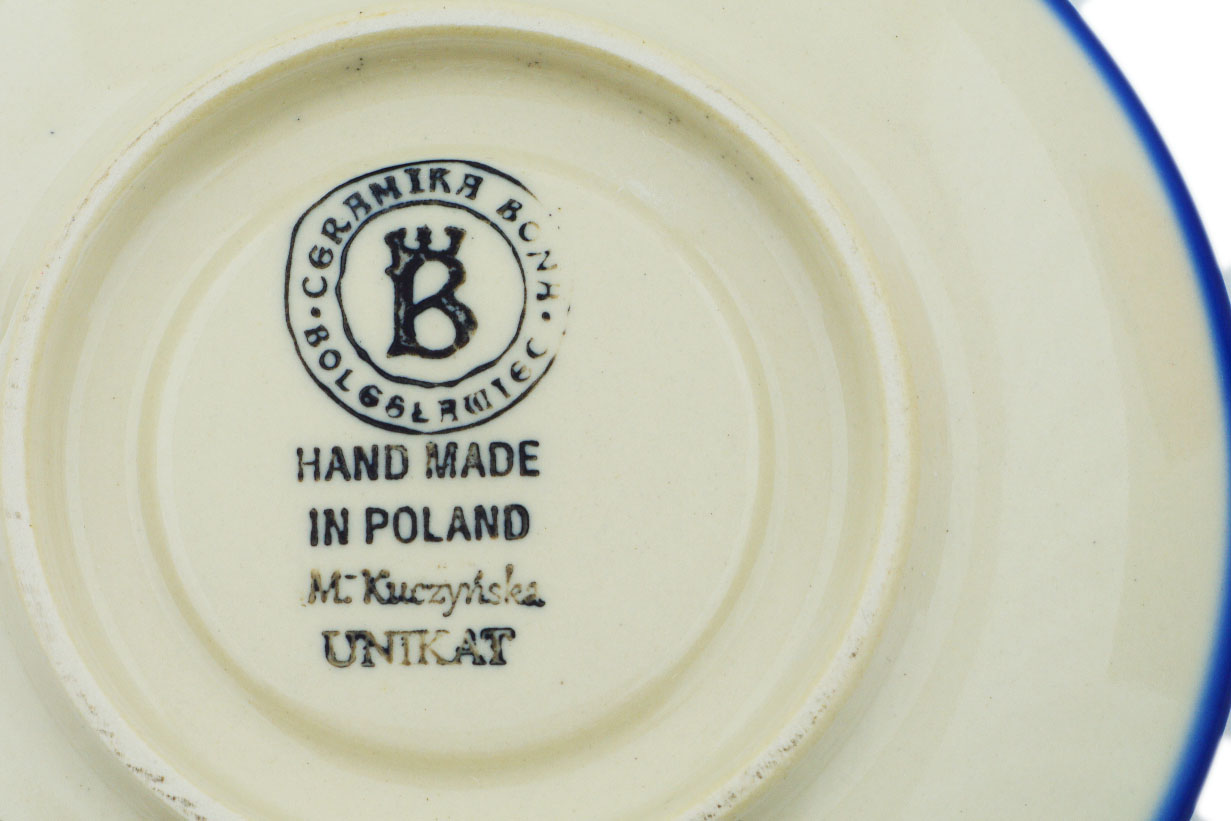 CERAMIKA BONA
B
• BOLESŁAWIEC •
HAND MADE
IN POLAND
M. Kuczyńska
UNIKAT